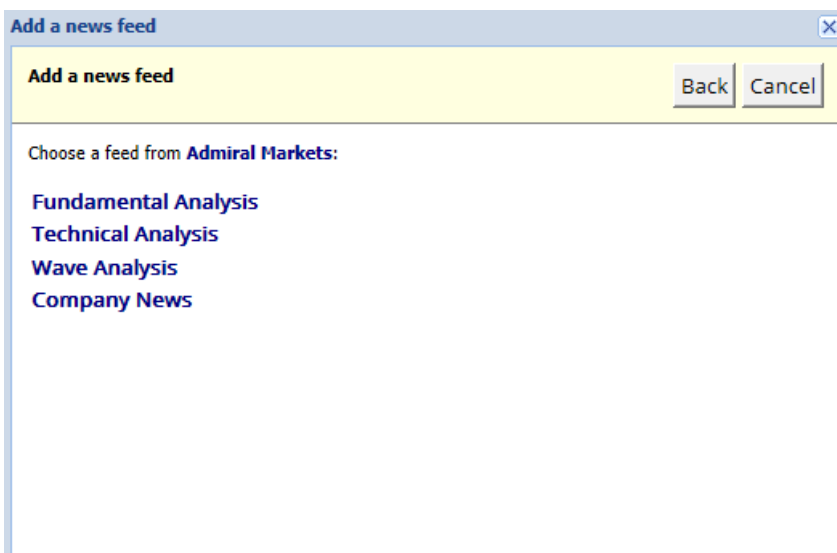 Add a news feed
Add a news feed
Back Cancel
Choose a feed from Admiral Markets:
Fundamental Analysis
Technical Analysis
Wave Analysis
Company News